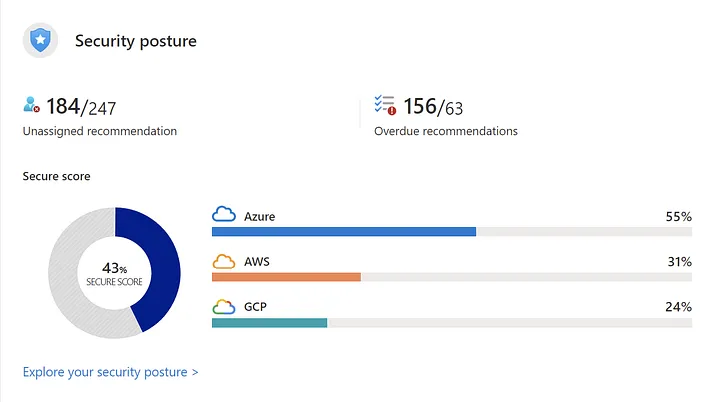 Security posture
184/247
Unassigned recommendation
156/63
Overdue recommendations
Secure score
43%
SECURE SCORE
Azure 55%
AWS 31%
GCP 24%
Explore your security posture >